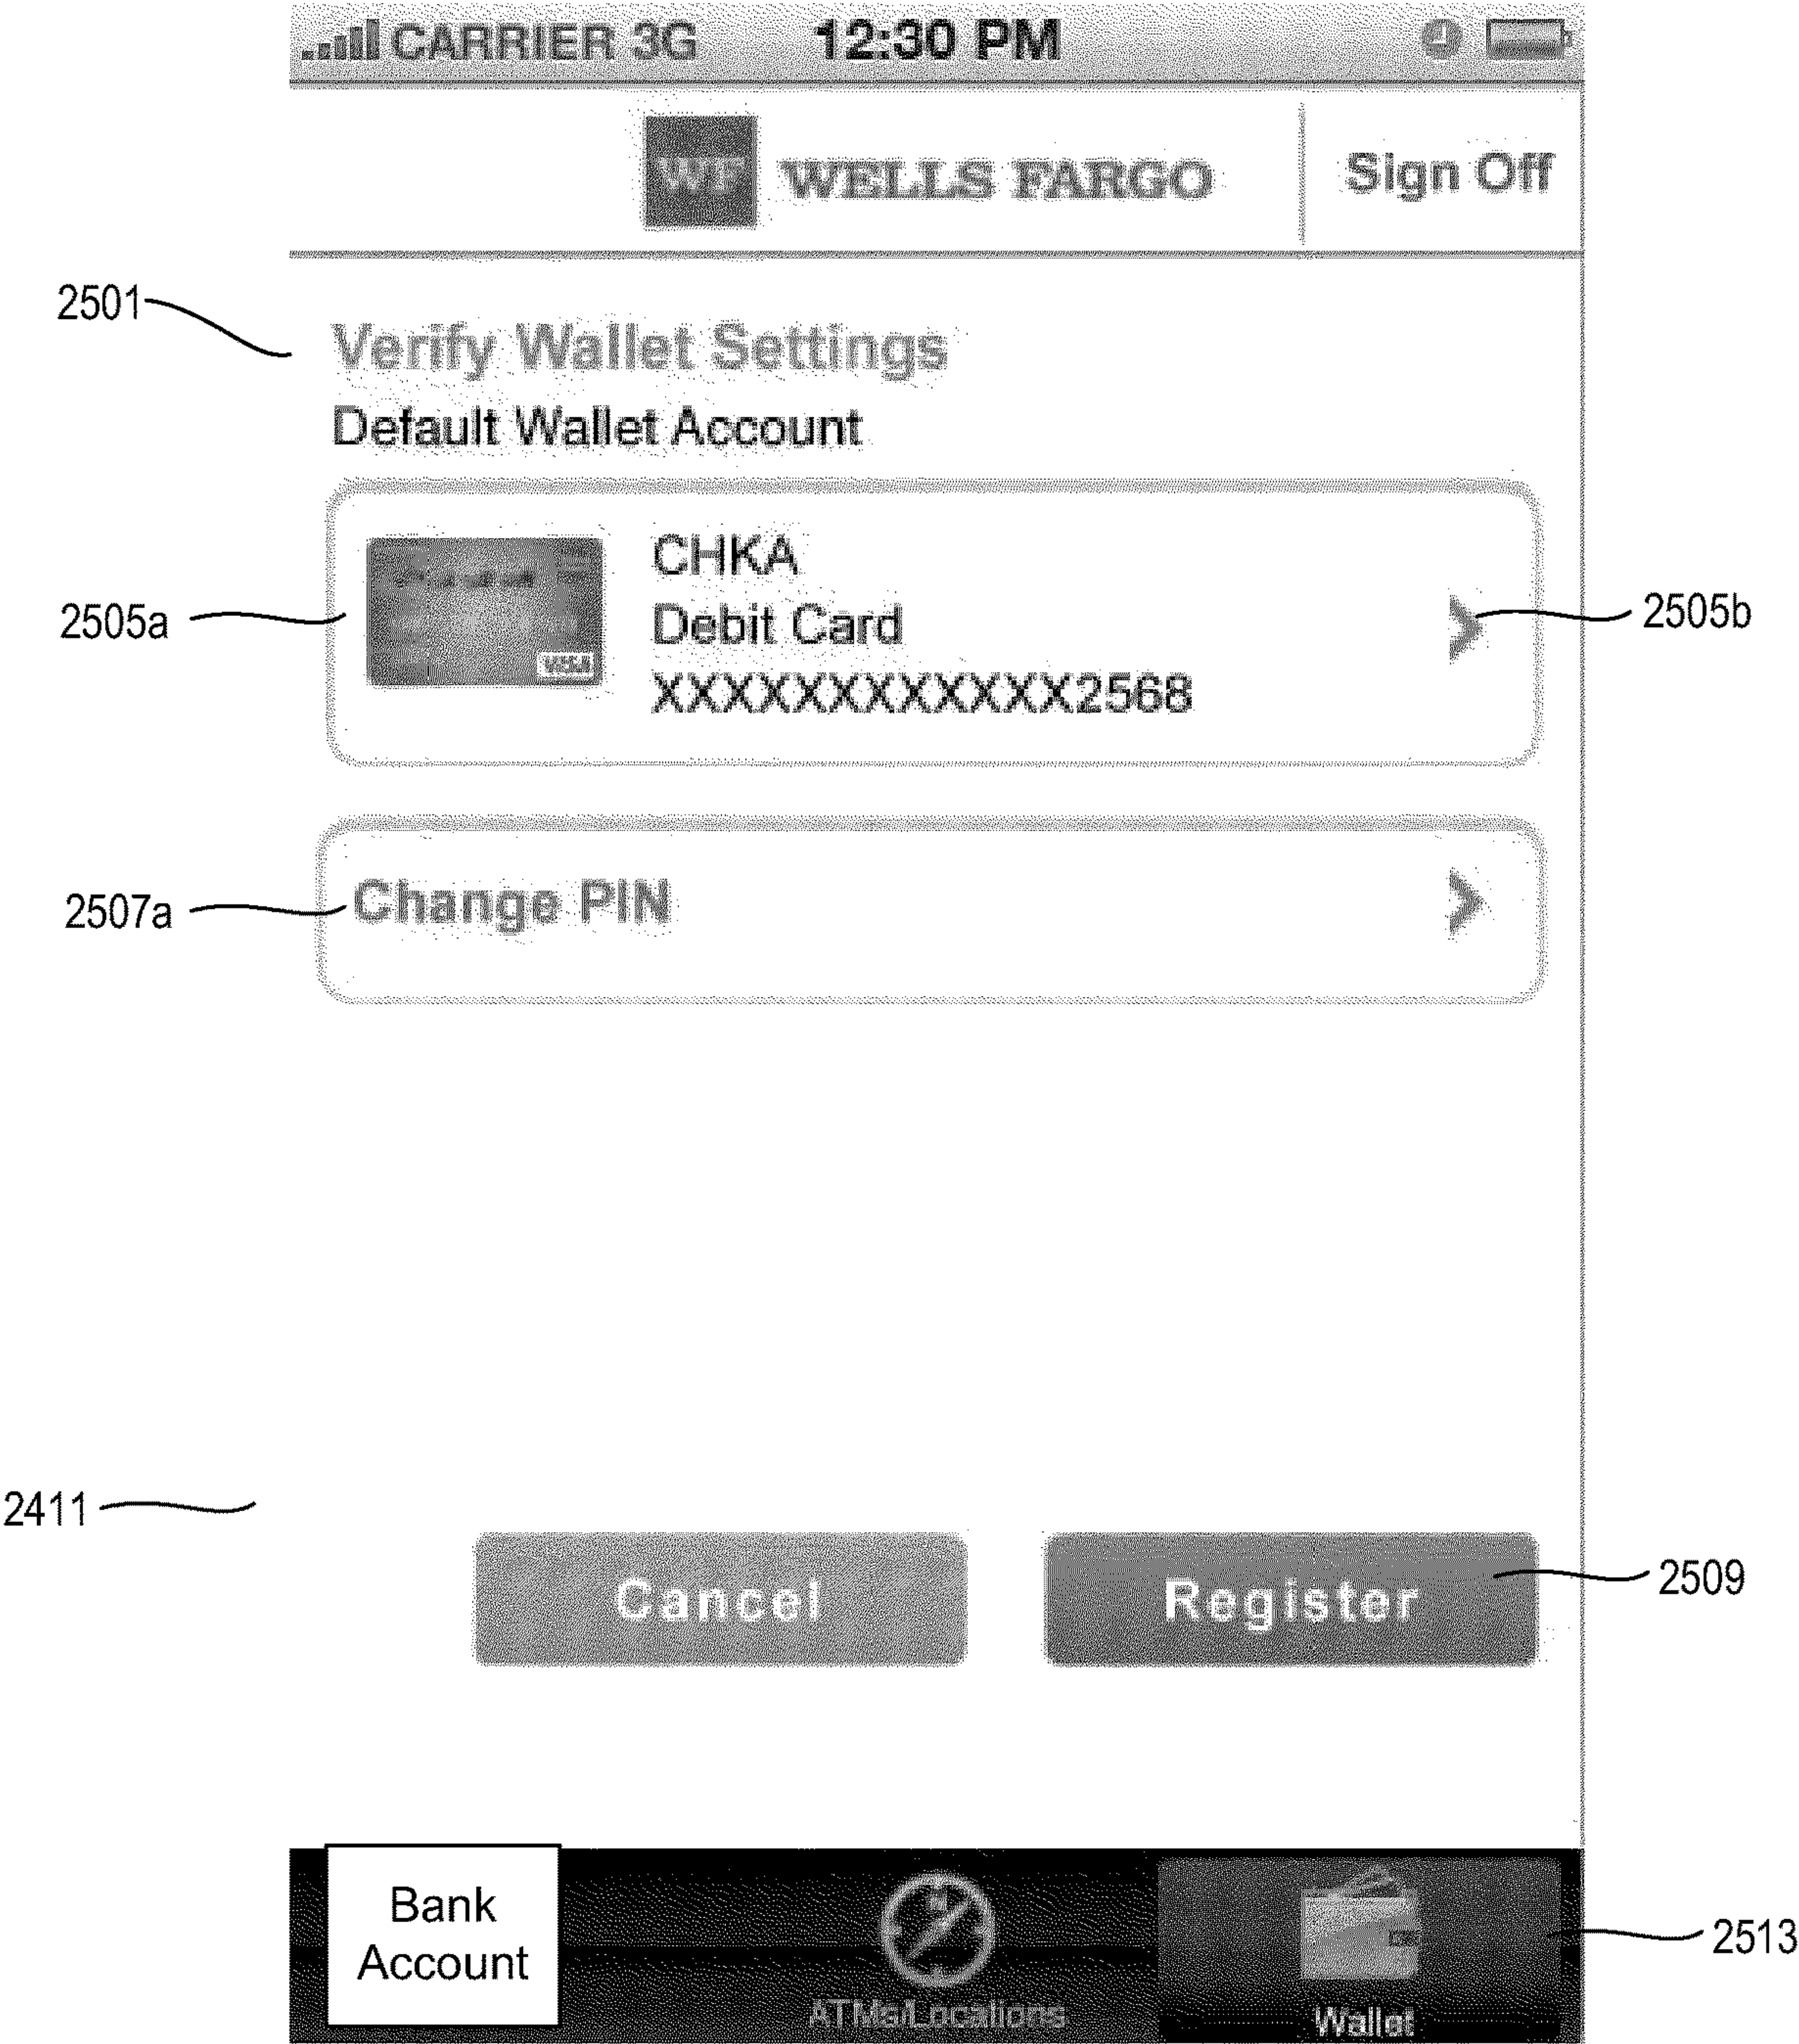 CARRIER 3G 12:30 PM
WF WELLS FARGO Sign Off
2501
Verify Wallet Settings
Default Wallet Account
CHKA
2505a Debit Card 2505b
VISA
XXXXXXXXXXXX2568
2507a Change PIN
2411
Cancel Register 2509
Bank
Account
2513
ATMs/Locations Wallet